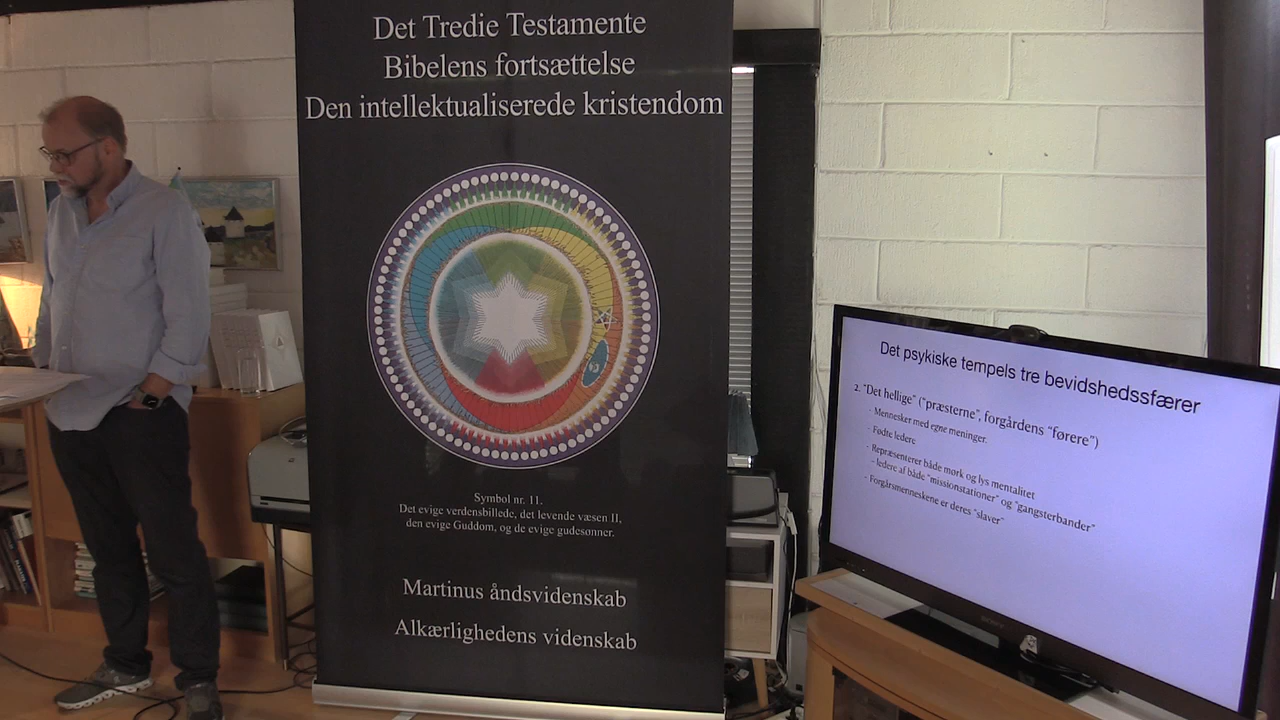 Det Tredie Testamente
Bibelens fortsættelse
Den intellektualiserede kristendom
Symbol nr. 11.
Det evige verdensbillede, det levende væsen II,
den evige Guddom, og de evige gudesønner.
Martinus åndsvidenskab
Alkærlighedens videnskab
Det psykiske tempels tre bevidshedssfærer
2. "Det hellige" ("præsterne", forgårdens "førere")
- Mennesker med egne meninger.
- Fødte ledere
- Repræsenterer både mørk og lys mentalitet
– ledere af både "missionstationer" og "gangsterbander"
- Forgårsmenneskene er deres "slaver"
SONY